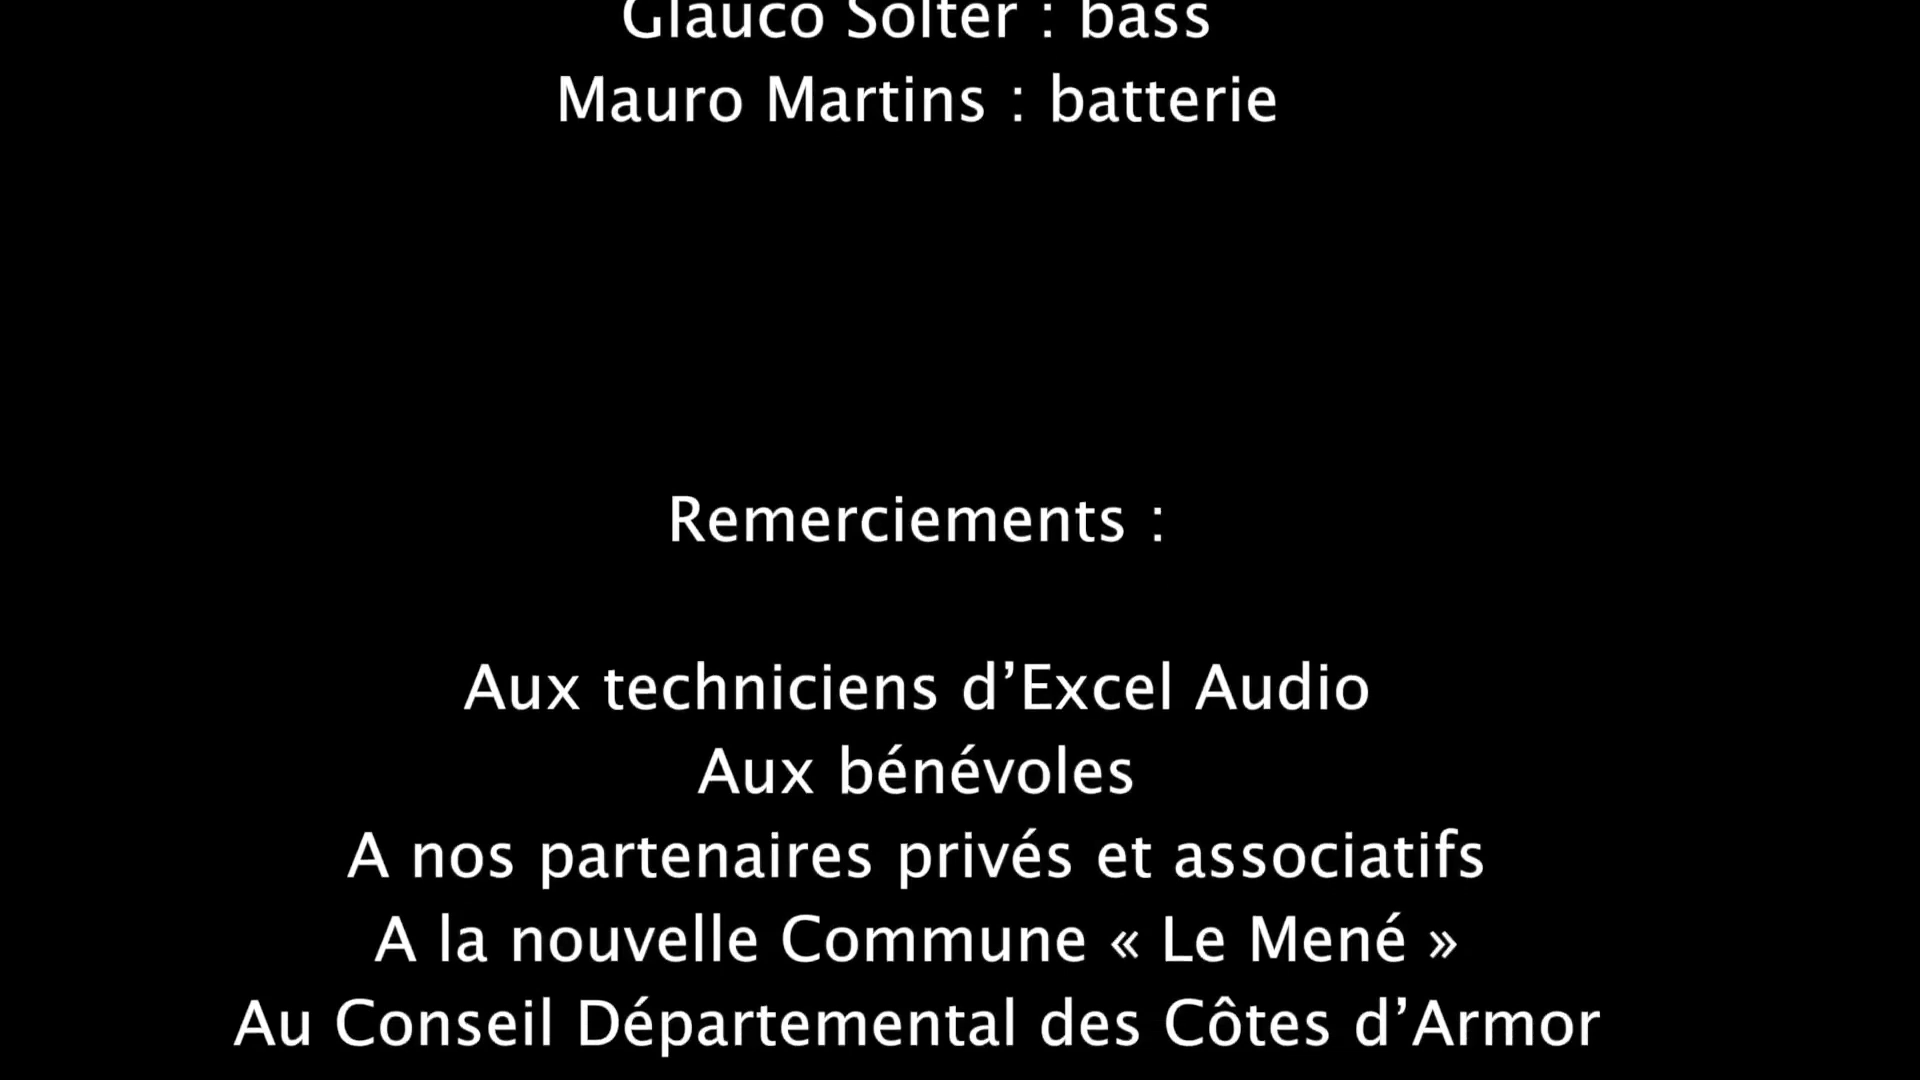 Glauco Solter : bass
Mauro Martins : batterie
Remerciements :
Aux techniciens d’Excel Audio
Aux bénévoles
A nos partenaires privés et associatifs
A la nouvelle Commune « Le Mené »
Au Conseil Départemental des Côtes d’Armor